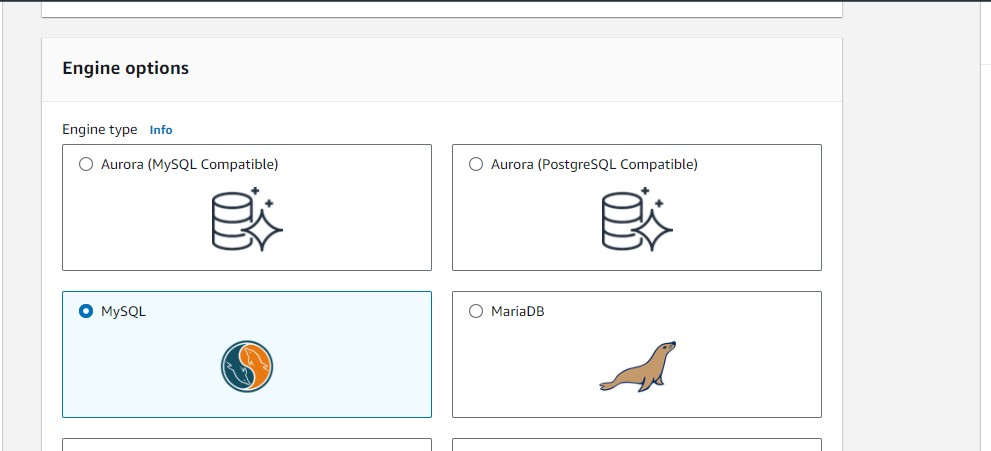 Engine options
Engine type Info
Aurora (MySQL Compatible)
Aurora (PostgreSQL Compatible)
MySQL
MariaDB